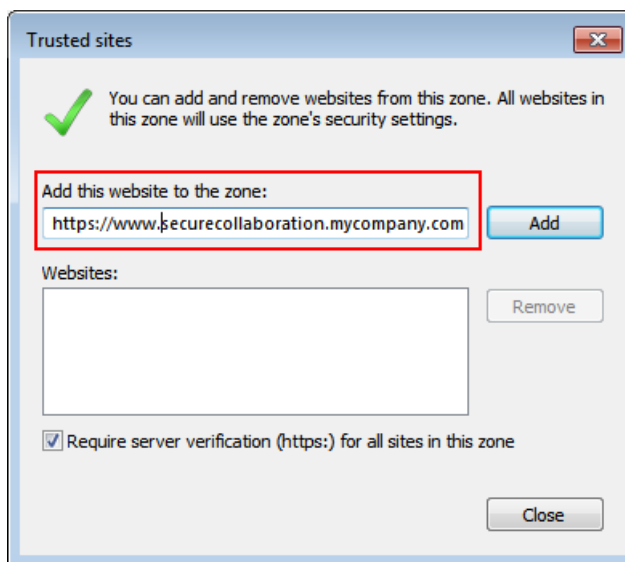 Trusted sites
You can add and remove websites from this zone. All websites in
this zone will use the zone's security settings.
Add this website to the zone:
https://www.securecollaboration.mycompany.com
Add
Websites:
Remove
Require server verification (https:) for all sites in this zone
Close